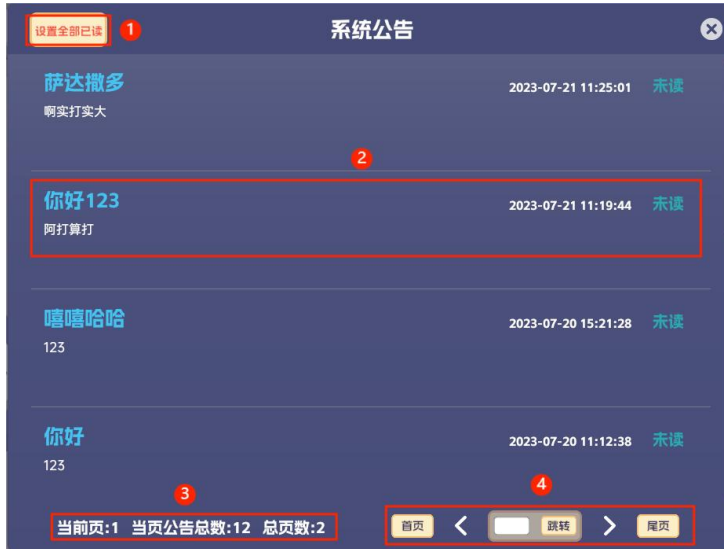 设置全部已读 1 系统公告
萨达撒多 2023-07-21 11:25:01 未读
啊实打实大
2
你好123 2023-07-21 11:19:44 未读
阿打算打
嘻嘻哈哈 2023-07-20 15:21:28 未读
123
你好 2023-07-20 11:12:38 未读
123
3 4
当前页:1 当页公告总数:12 总页数:2 首页 跳转 尾页